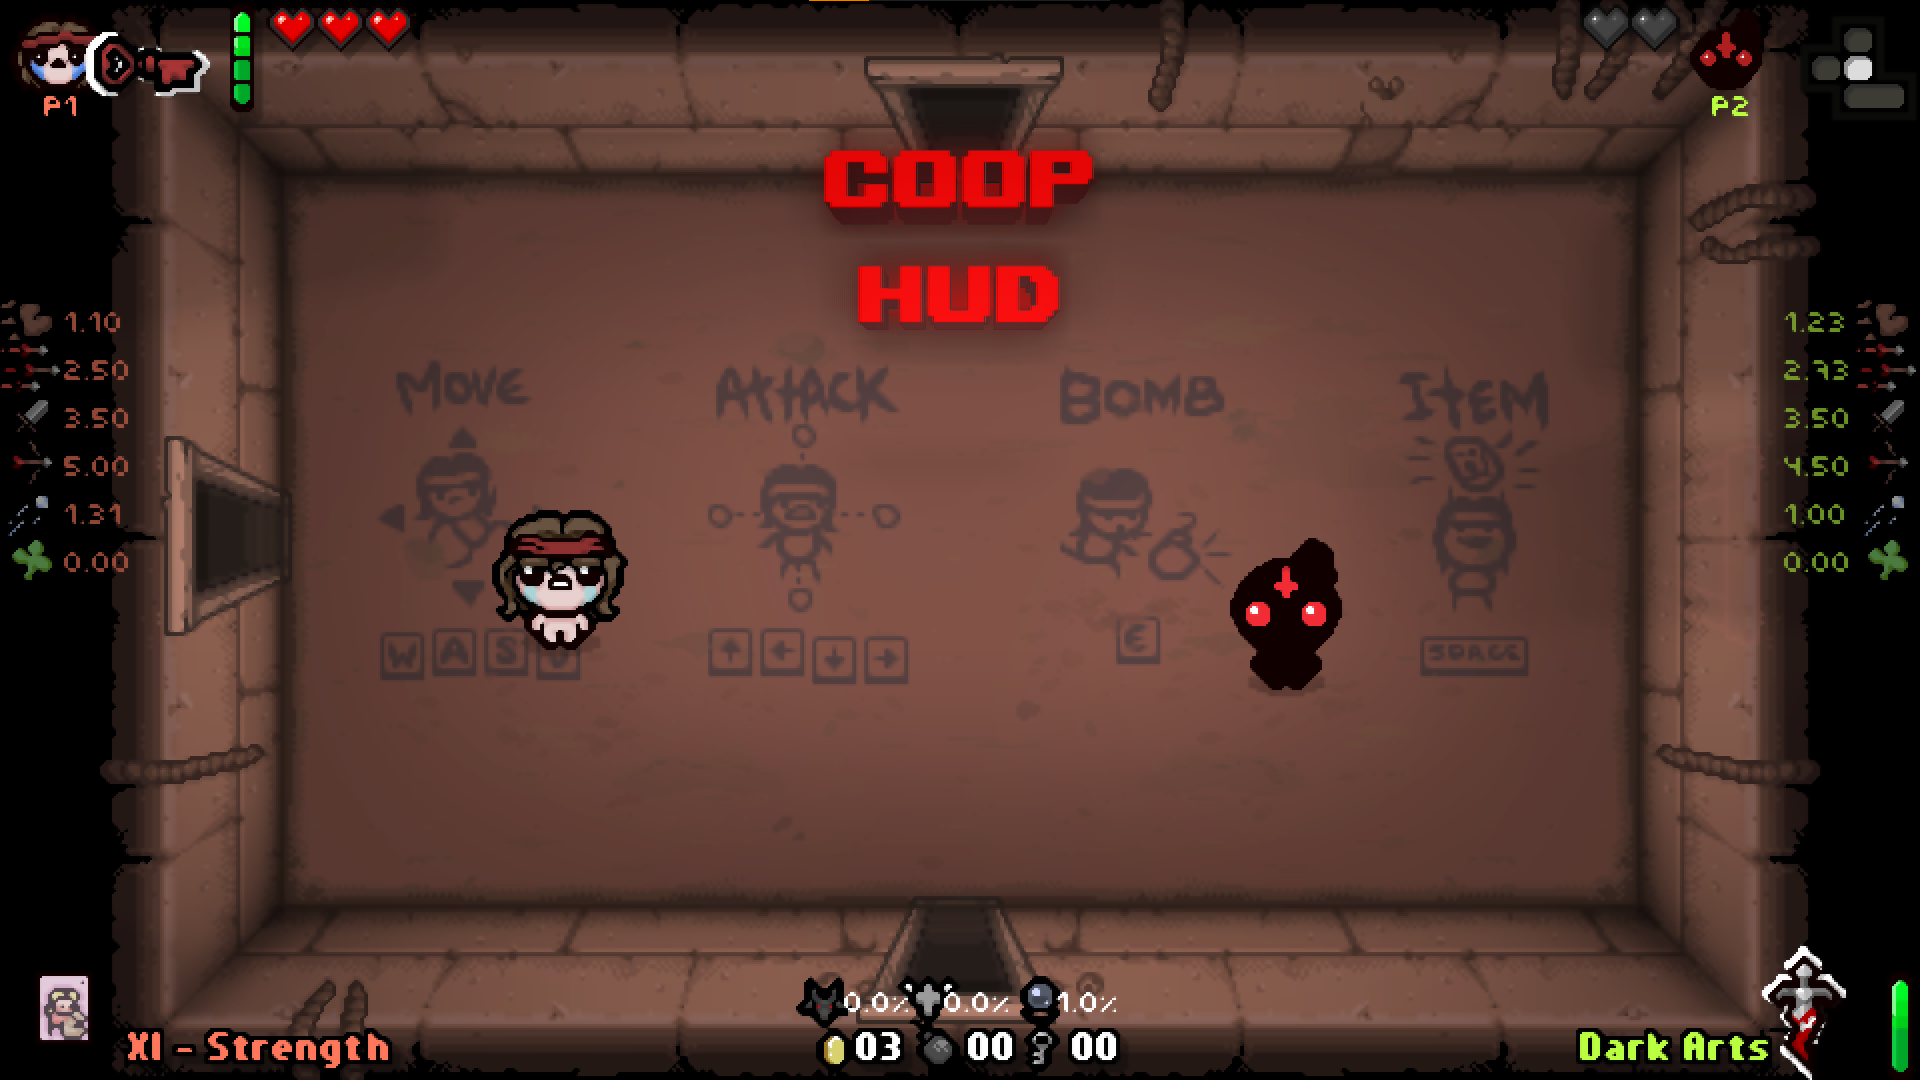 P1
P2
COOP
HUD
1.10
2.50
3.50
5.00
1.31
0.00
1.23
2.73
3.50
4.50
1.00
0.00
MOVE
ATTACK
BOMB
ITEM
W A S D
E
SPACE
0.0% 0.0% 1.0%
03 00 00
XI - Strength
Dark Arts